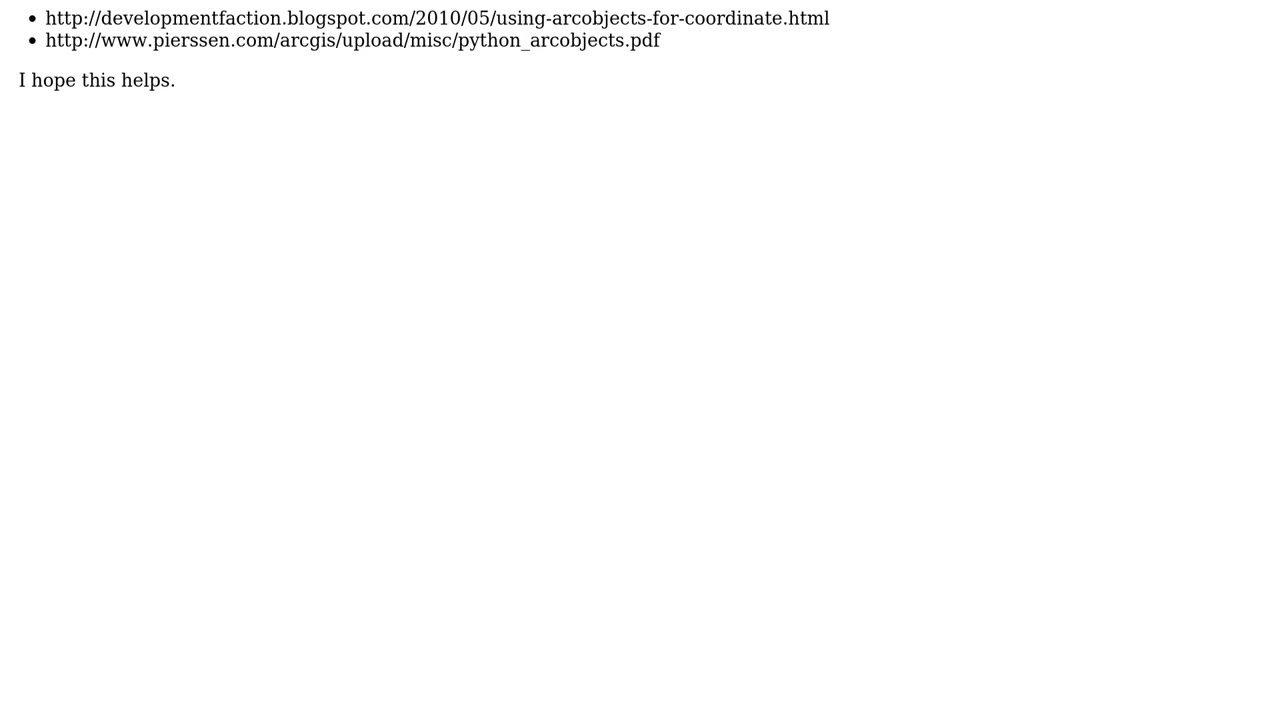 • http://developmentfaction.blogspot.com/2010/05/using-arcobjects-for-coordinate.html
• http://www.pierssen.com/arcgis/upload/misc/python_arcobjects.pdf
I hope this helps.